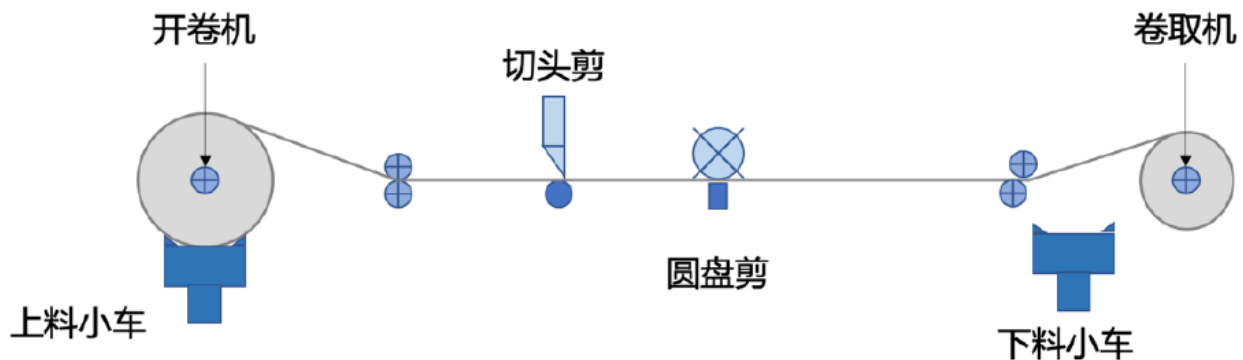 开卷机
卷取机
切头剪
圆盘剪
上料小车
下料小车